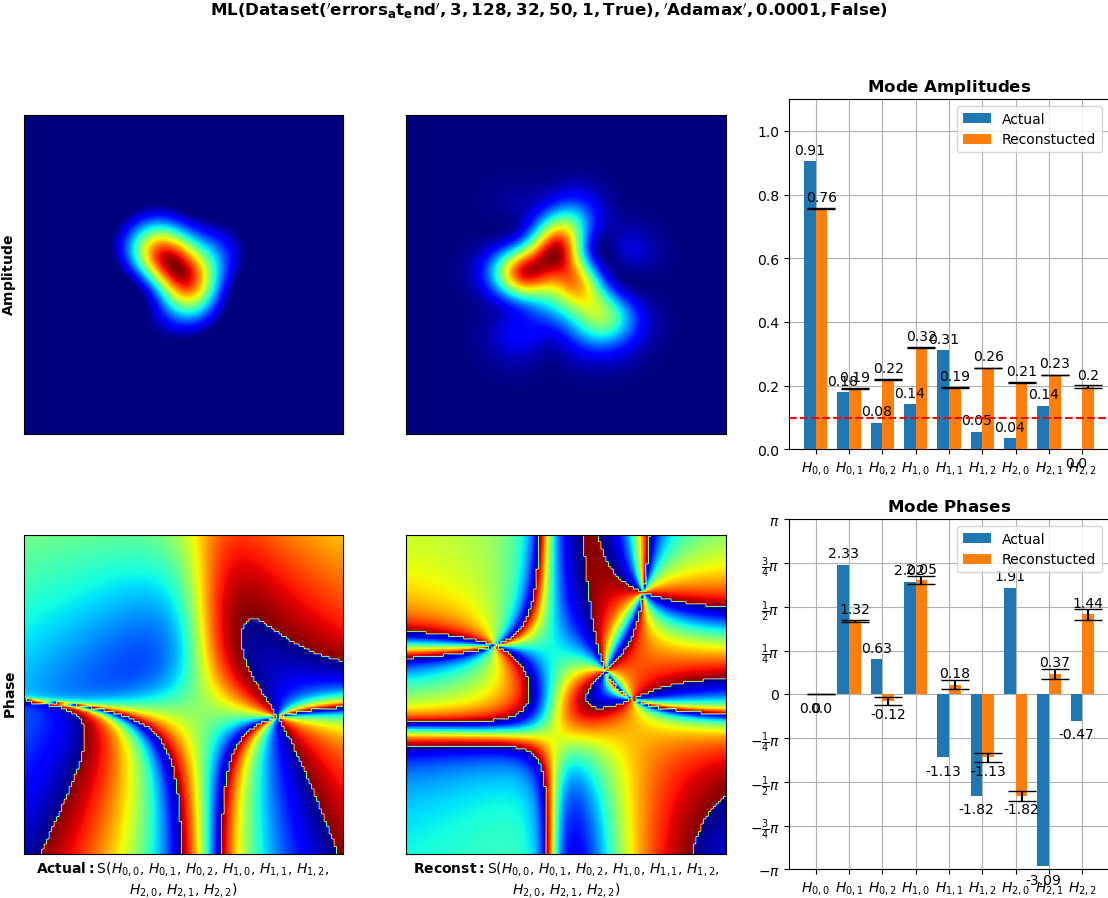 ML(Dataset('errors_at_end', 3, 128, 32, 50, 1, True), 'Adamax', 0.0001, False)
Amplitude
Mode Amplitudes
Actual
Reconstucted
1.0
0.8
0.6
0.4
0.2
0.0
0.91
0.76
0.18
0.19
0.08
0.22
0.14
0.32
0.31
0.19
0.05
0.26
0.04
0.21
0.14
0.23
0.0
0.2
H0,0 H0,1 H0,2 H1,0 H1,1 H1,2 H2,0 H2,1 H2,2
Phase
Actual: S(H0,0, H0,1, H0,2, H1,0, H1,1, H1,2,
H2,0, H2,1, H2,2)
Reconst: S(H0,0, H0,1, H0,2, H1,0, H1,1, H1,2,
H2,0, H2,1, H2,2)
Mode Phases
Actual
Reconstucted
π
3/4π
1/2π
1/4π
0
−1/4π
−1/2π
−3/4π
−π
0.0
2.33
1.32
0.63
-0.12
2.02
2.05
-1.13
0.18
-1.82
-1.13
1.91
-1.82
-3.09
0.37
-0.47
1.44
H0,0 H0,1 H0,2 H1,0 H1,1 H1,2 H2,0 H2,1 H2,2